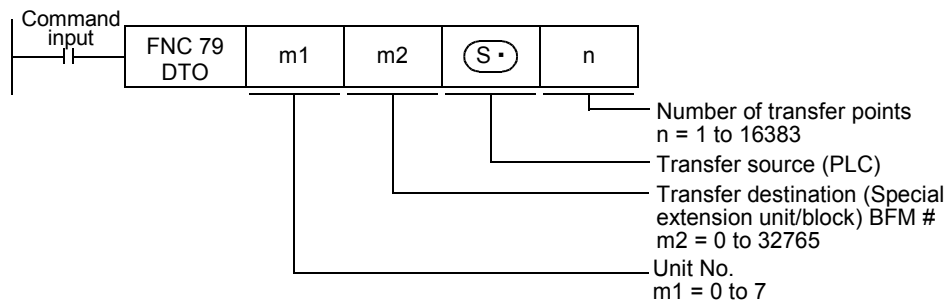 Command
input
FNC 79
DTO
m1
m2
S·
n
Number of transfer points
n = 1 to 16383
Transfer source (PLC)
Transfer destination (Special
extension unit/block) BFM #
m2 = 0 to 32765
Unit No.
m1 = 0 to 7